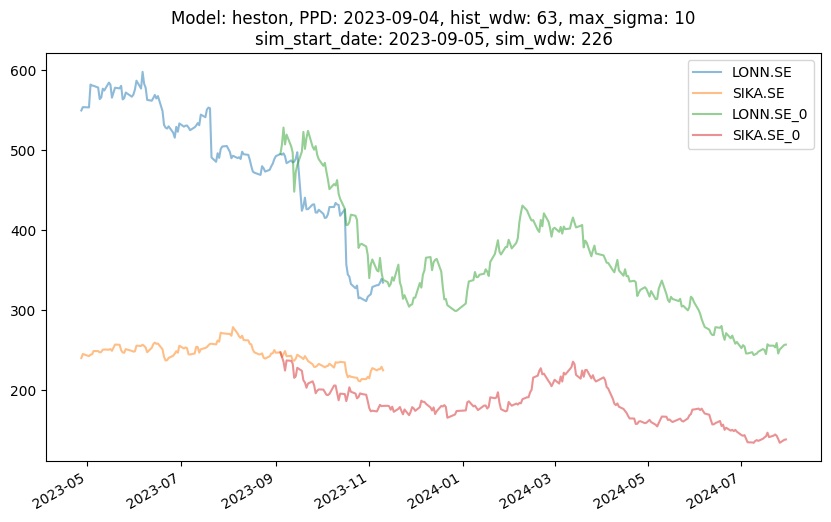 Model: heston, PPD: 2023-09-04, hist_wdw: 63, max_sigma: 10
sim_start_date: 2023-09-05, sim_wdw: 226
LONN.SE
SIKA.SE
LONN.SE_0
SIKA.SE_0
600
500
400
300
200
2023-05
2023-07
2023-09
2023-11
2024-01
2024-03
2024-05
2024-07